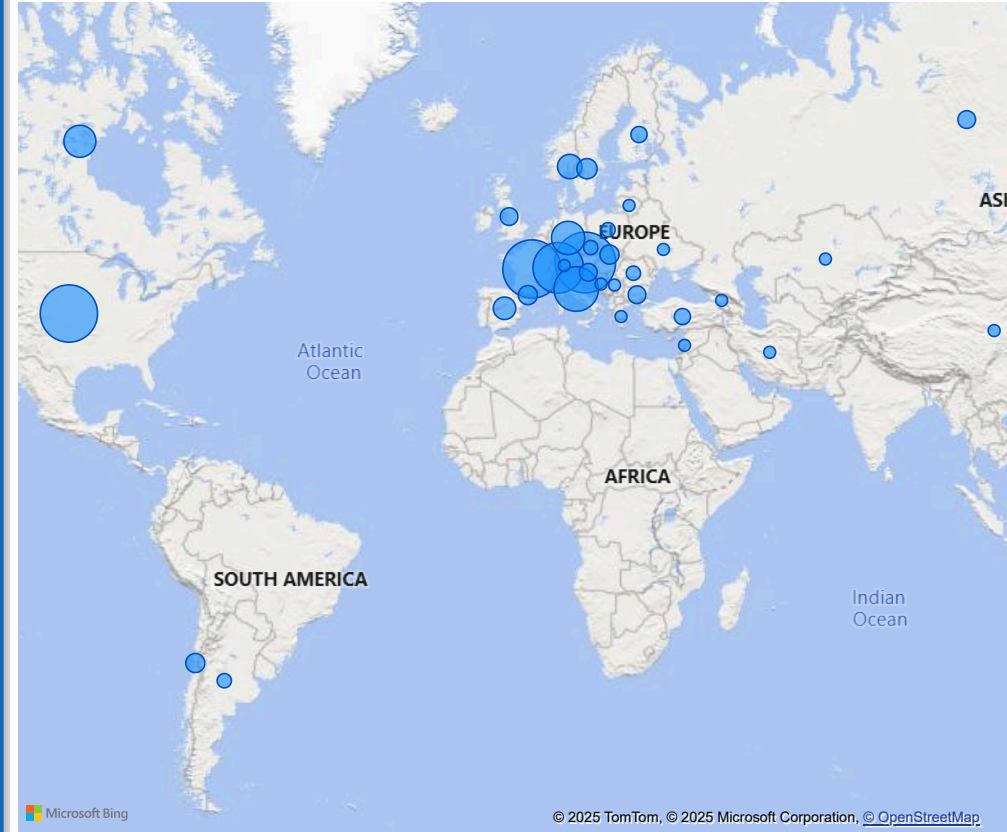 ASI
EUROPE
Atlantic
Ocean
AFRICA
SOUTH AMERICA
Indian
Ocean
Microsoft Bing
© 2025 TomTom, © 2025 Microsoft Corporation, © OpenStreetMap